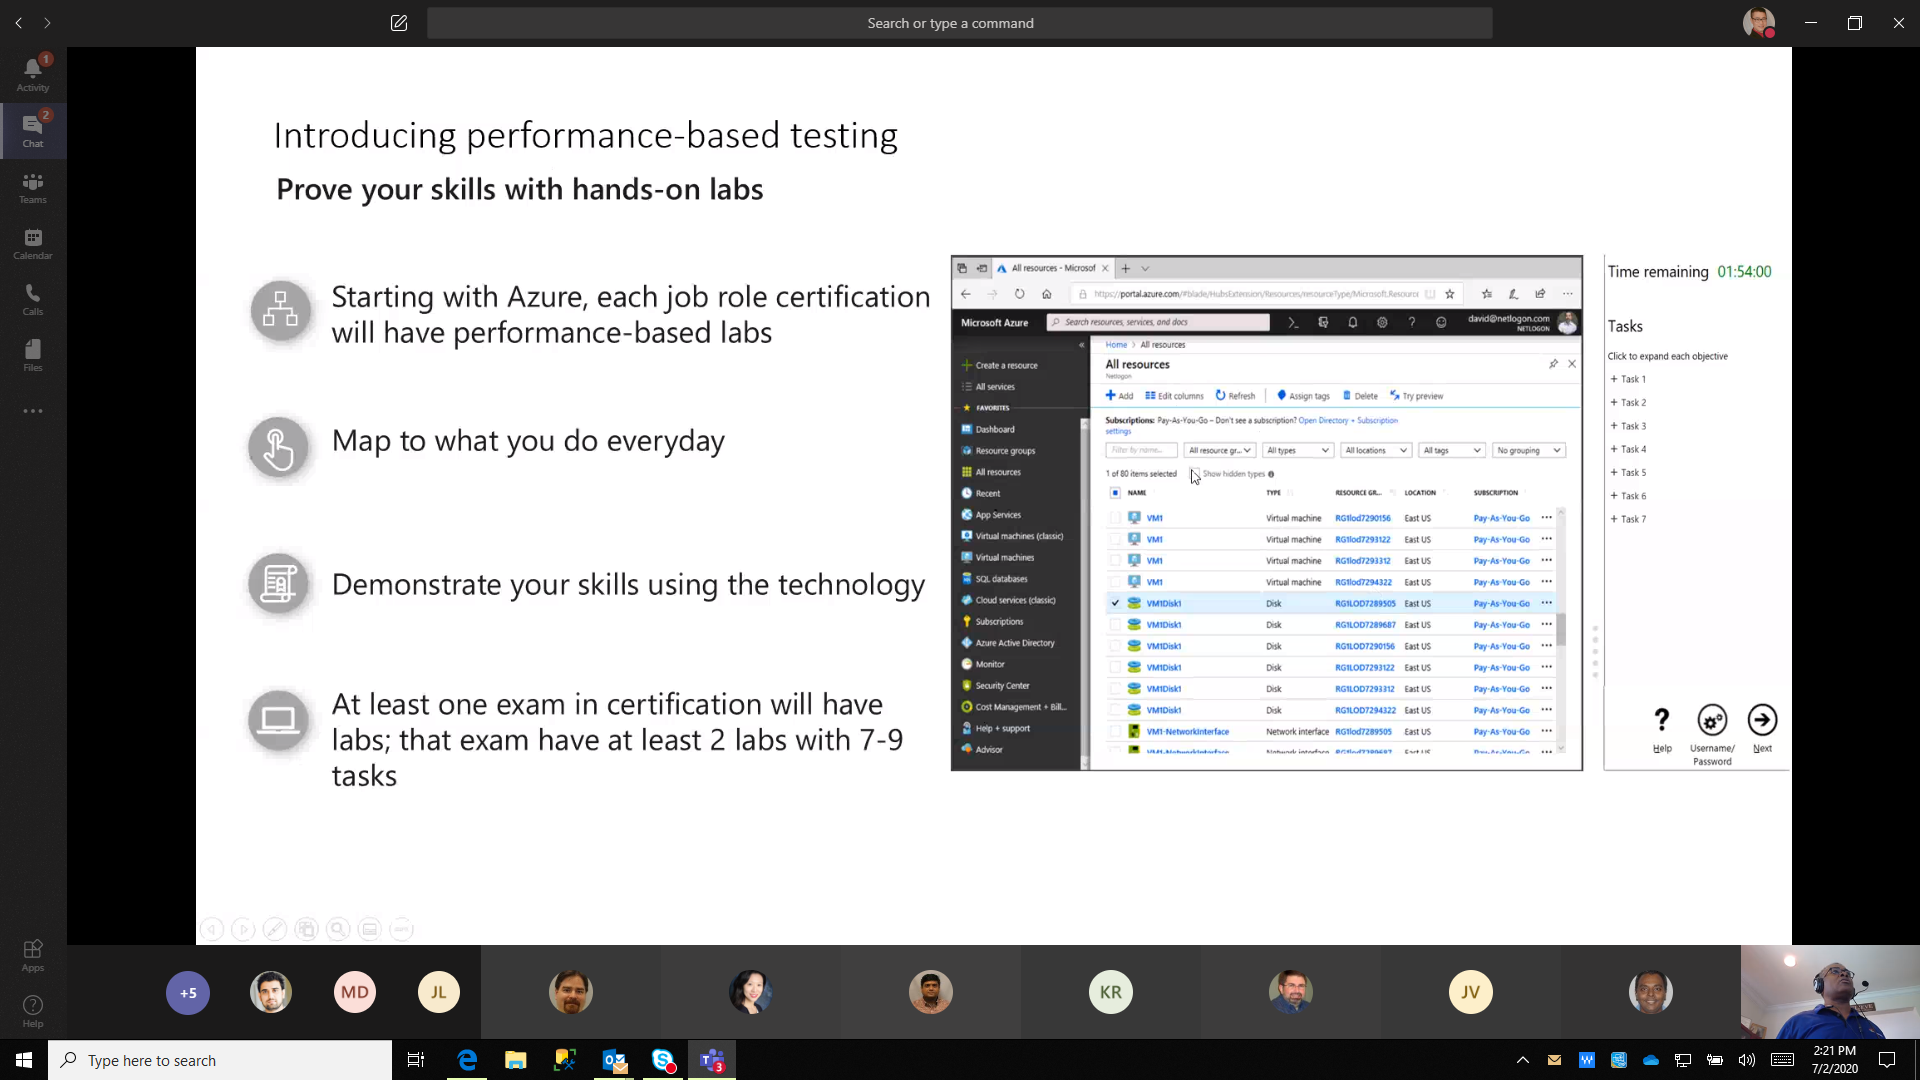 Search or type a command
1
Activity
2
Chat
Teams
Calendar
Calls
Files
Apps
Help
Introducing performance-based testing
Prove your skills with hands-on labs
Starting with Azure, each job role certification
will have performance-based labs
Map to what you do everyday
Demonstrate your skills using the technology
At least one exam in certification will have
labs; that exam have at least 2 labs with 7-9
tasks
All resources - Microsof
https://portal.azure.com/#blade/HubsExtension/Resources/resourceType/Microsoft.Resource
Microsoft Azure
Search resources, services, and docs
david@netlogon.com
NETLOGON
Create a resource
All services
FAVORITES
Dashboard
Resource groups
All resources
Recent
App Services
Virtual machines (classic)
Virtual machines
SQL databases
Cloud services (classic)
Subscriptions
Azure Active Directory
Monitor
Security Center
Cost Management + Bill...
Help + support
Advisor
Home > All resources
All resources
Netlogon
Add Edit columns Refresh Assign tags Delete Try preview
Subscriptions: Pay-As-You-Go – Don't see a subscription? Open Directory + Subscription
settings
Filter by name... All resource gr... All types All locations All tags No grouping
1 of 80 items selected Show hidden types
NAME TYPE RESOURCE GR... LOCATION SUBSCRIPTION
VM1 Virtual machine RG1lod7290156 East US Pay-As-You-Go
VM1 Virtual machine RG1lod7293122 East US Pay-As-You-Go
VM1 Virtual machine RG1lod7293312 East US Pay-As-You-Go
VM1 Virtual machine RG1lod7294322 East US Pay-As-You-Go
VM1Disk1 Disk RG1LOD7289505 East US Pay-As-You-Go
VM1Disk1 Disk RG1LOD7289687 East US Pay-As-You-Go
VM1Disk1 Disk RG1LOD7290156 East US Pay-As-You-Go
VM1Disk1 Disk RG1LOD7293122 East US Pay-As-You-Go
VM1Disk1 Disk RG1LOD7293312 East US Pay-As-You-Go
VM1Disk1 Disk RG1LOD7294322 East US Pay-As-You-Go
VM1-NetworkInterface Network interface RG1LOD7289505 East US Pay-As-You-Go
VM1-NetworkInterface Network interface RG1LOD7289687 East US Pay-As-You-Go
Time remaining 01:54:00
Tasks
Click to expand each objective
+ Task 1
+ Task 2
+ Task 3
+ Task 4
+ Task 5
+ Task 6
+ Task 7
Help
Username/
Password
Next
+5
MD
JL
KR
JV
Type here to search
3
2:21 PM
7/2/2020